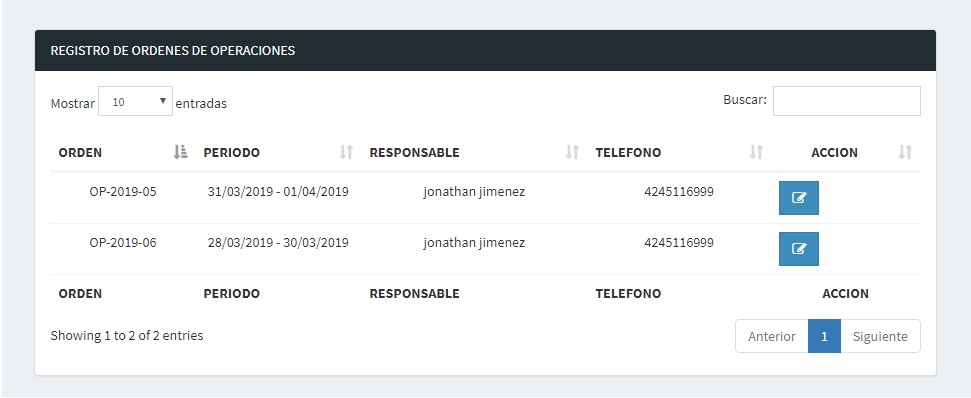 REGISTRO DE ORDENES DE OPERACIONES
Mostrar 10 entradas Buscar:
ORDEN PERIODO RESPONSABLE TELEFONO ACCION
OP-2019-05 31/03/2019 - 01/04/2019 jonathan jimenez 4245116999
OP-2019-06 28/03/2019 - 30/03/2019 jonathan jimenez 4245116999
ORDEN PERIODO RESPONSABLE TELEFONO ACCION
Showing 1 to 2 of 2 entries Anterior 1 Siguiente